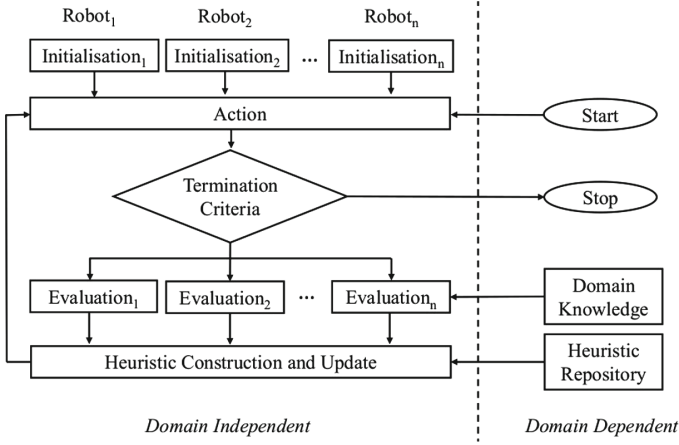 Robot1 Robot2 Robotn
Initialisation1 Initialisation2 ... Initialisationn
Action
Start
Termination
Criteria
Stop
Evaluation1 Evaluation2 ... Evaluationn
Domain
Knowledge
Heuristic Construction and Update
Heuristic
Repository
Domain Independent
Domain Dependent